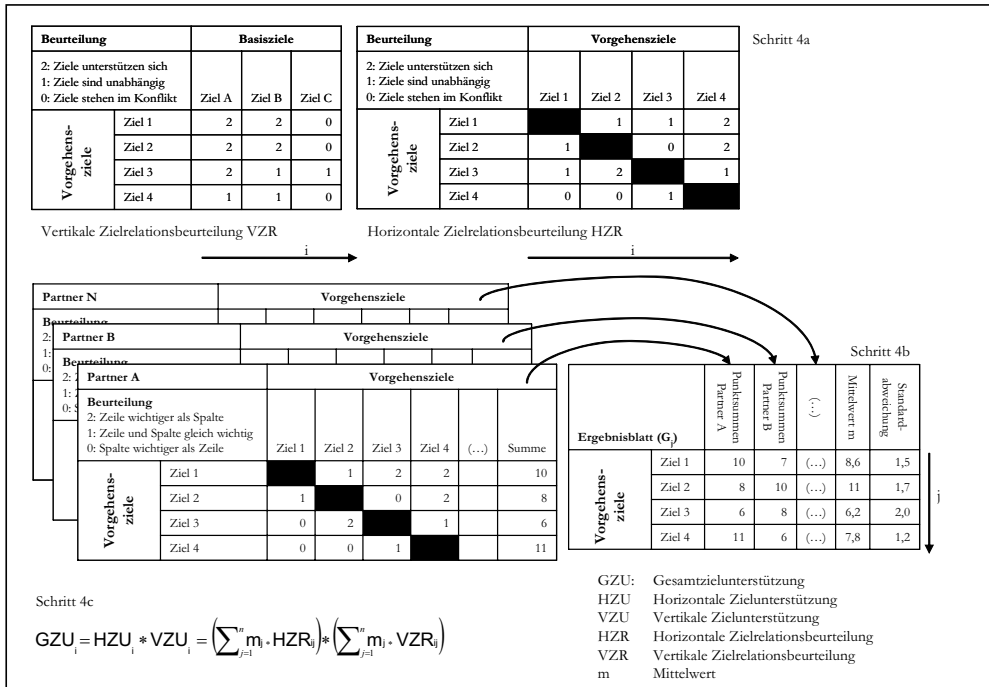 Beurteilung Basisziele
2: Ziele unterstützen sich
1: Ziele sind unabhängig
0: Ziele stehen im Konflikt Ziel A Ziel B Ziel C
Vorgehens-
ziele
Ziel 1 2 2 0
Ziel 2 2 2 0
Ziel 3 2 1 1
Ziel 4 1 1 0
Vertikale Zielrelationsbeurteilung VZR
i
Beurteilung Vorgehensziele
2: Ziele unterstützen sich
1: Ziele sind unabhängig
0: Ziele stehen im Konflikt Ziel 1 Ziel 2 Ziel 3 Ziel 4
Vorgehens-
ziele
Ziel 1 1 1 2
Ziel 2 1 0 2
Ziel 3 1 2 1
Ziel 4 0 0 1
Horizontale Zielrelationsbeurteilung HZR
i
Schritt 4a
Partner N Vorgehensziele
Beurteilung
2:
1:
0:
Partner B Vorgehensziele
Beurteilung
2: Z
1: Z
0: S
Partner A Vorgehensziele
Beurteilung
2: Zeile wichtiger als Spalte
1: Zeile und Spalte gleich wichtig
0: Spalte wichtiger als Zeile Ziel 1 Ziel 2 Ziel 3 Ziel 4 (...) Summe
Vorgehens-
ziele
Ziel 1 1 2 2 10
Ziel 2 1 0 2 8
Ziel 3 0 2 1 6
Ziel 4 0 0 1 11
Schritt 4b
Ergebnisblatt (Gj)
Punktsummen
Partner A
Punktsummen
Partner B
(...)
Mittelwert m
Standard-
abweichung
Vorgehens-
ziele
Ziel 1 10 7 (...) 8,6 1,5
Ziel 2 8 10 (...) 11 1,7
Ziel 3 6 8 (...) 6,2 2,0
Ziel 4 11 6 (...) 7,8 1,2
j
Schritt 4c
GZUi = HZUi * VZUi = (∑j=1n mj * HZRij) * (∑j=1n mj * VZRij)
GZU: Gesamtzielunterstützung
HZU Horizontale Zielunterstützung
VZU Vertikale Zielunterstützung
HZR Horizontale Zielrelationsbeurteilung
VZR Vertikale Zielrelationsbeurteilung
m Mittelwert